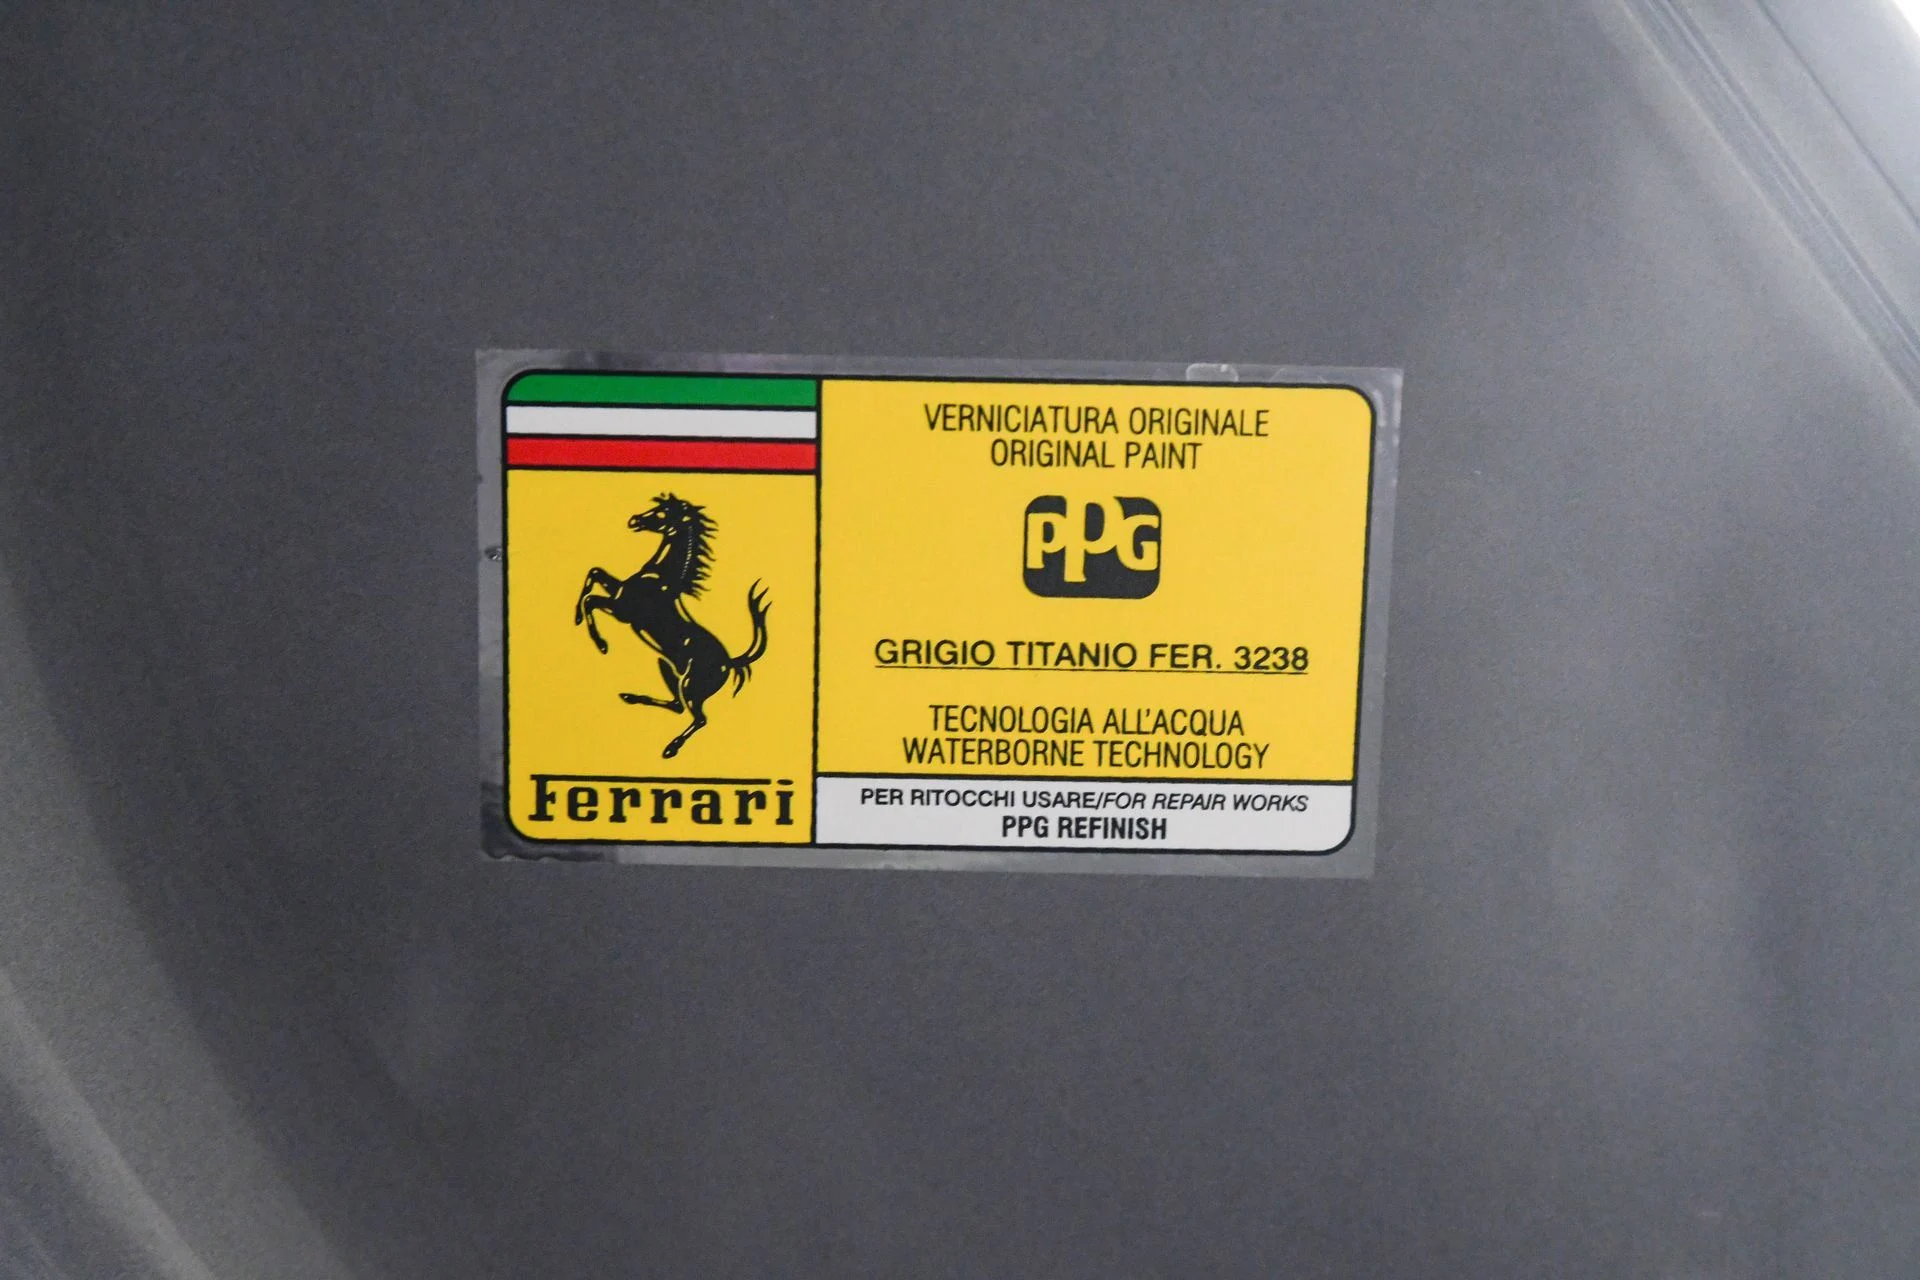 Ferrari
VERNICIATURA ORIGINALE
ORIGINAL PAINT
PPG
GRIGIO TITANIO FER. 3238
TECNOLOGIA ALL'ACQUA
WATERBORNE TECHNOLOGY
PER RITOCCHI USARE/FOR REPAIR WORKS
PPG REFINISH